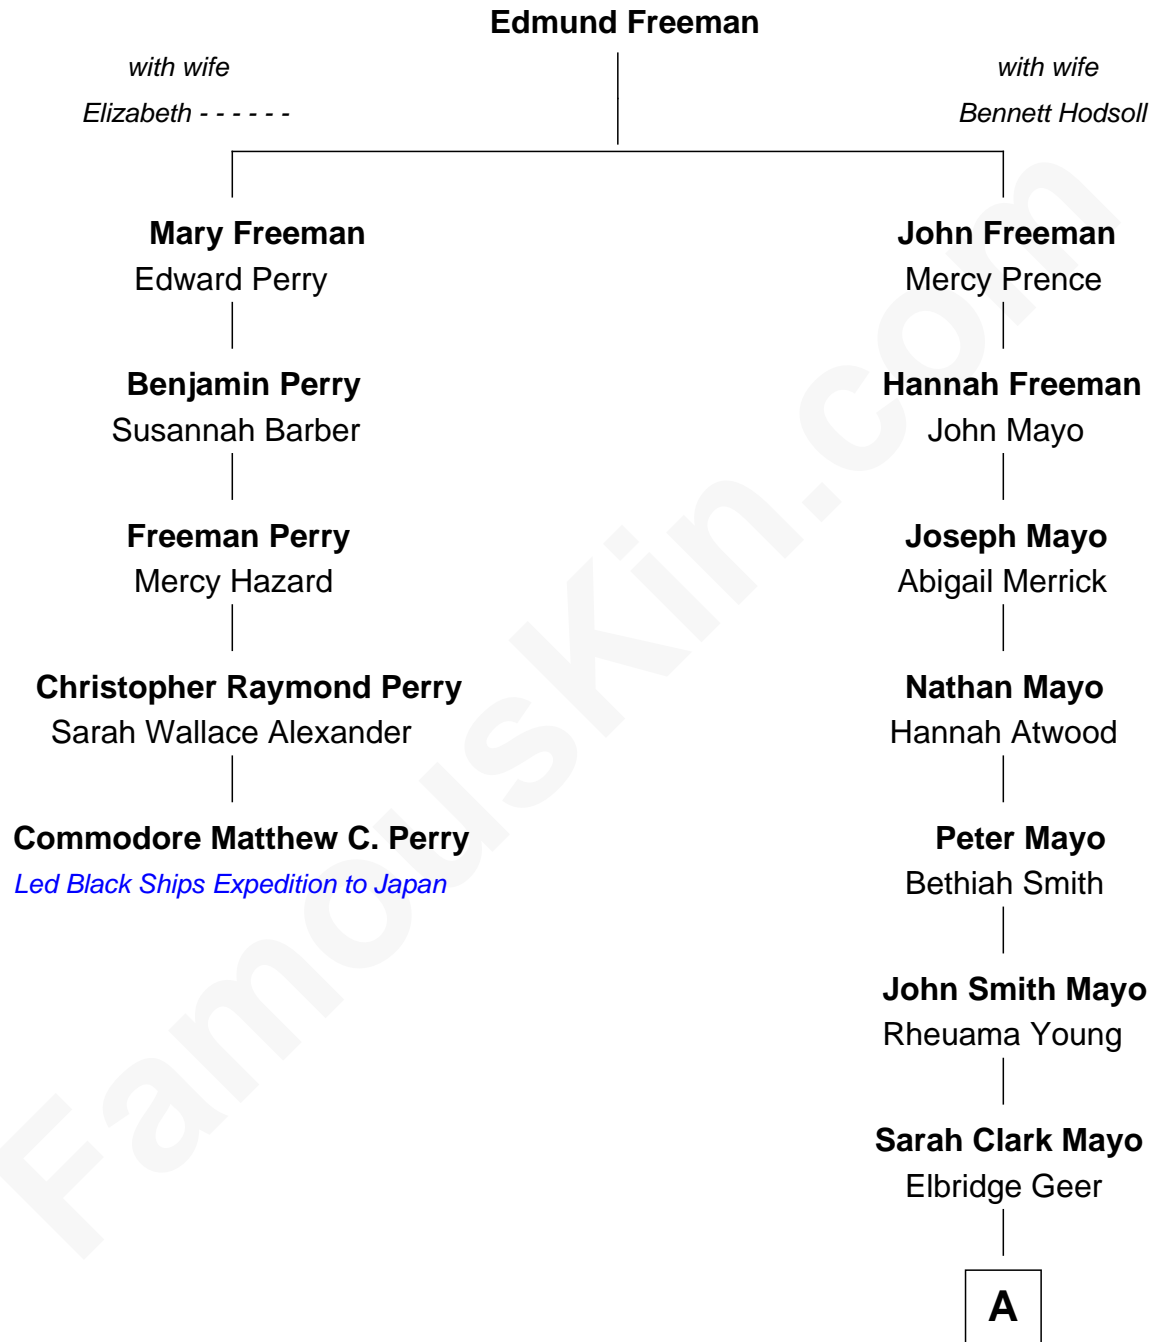 Edmund Freeman
with wife
Elizabeth - - - - - -
with wife
Bennett Hodsoll
Mary Freeman
Edward Perry
John Freeman
Mercy Prence
Benjamin Perry
Susannah Barber
Hannah Freeman
John Mayo
Freeman Perry
Mercy Hazard
Joseph Mayo
Abigail Merrick
Christopher Raymond Perry
Sarah Wallace Alexander
Nathan Mayo
Hannah Atwood
Commodore Matthew C. Perry
Led Black Ships Expedition to Japan
Peter Mayo
Bethiah Smith
John Smith Mayo
Rheuama Young
Sarah Clark Mayo
Elbridge Geer
A
FamousKin.com